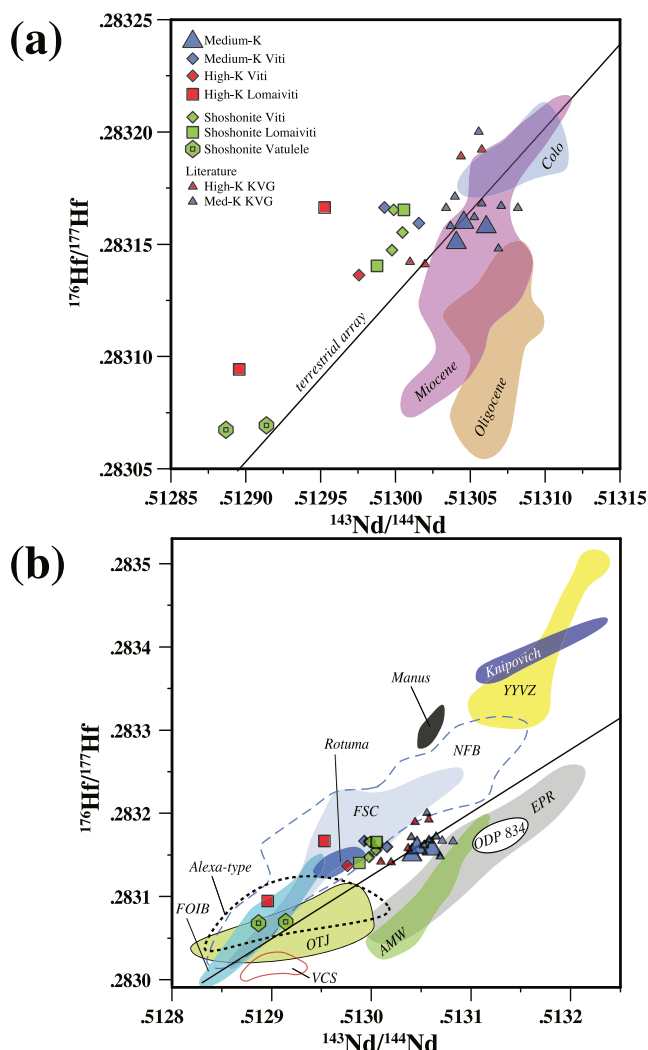 (a)
.28325
.28320
.28315
.28310
.28305
¹⁷⁶Hf/¹⁷⁷Hf
Medium-K
Medium-K Viti
High-K Viti
High-K Lomaiviti
Shoshonite Viti
Shoshonite Lomaiviti
Shoshonite Vatulele
Literature
High-K KVG
Med-K KVG
Colo
terrestrial array
Miocene
Oligocene
.51285 .51290 .51295 .51300 .51305 .51310 .51315
¹⁴³Nd/¹⁴⁴Nd
(b)
.2835
.2834
.2833
.2832
.2831
.2830
¹⁷⁶Hf/¹⁷⁷Hf
Knipovich
YYVZ
Manus
NFB
Rotuma
FSC
EPR
ODP 834
Alexa-type
FOIB
OTJ
AMW
VCS
.5128 .5129 .5130 .5131 .5132
¹⁴³Nd/¹⁴⁴Nd